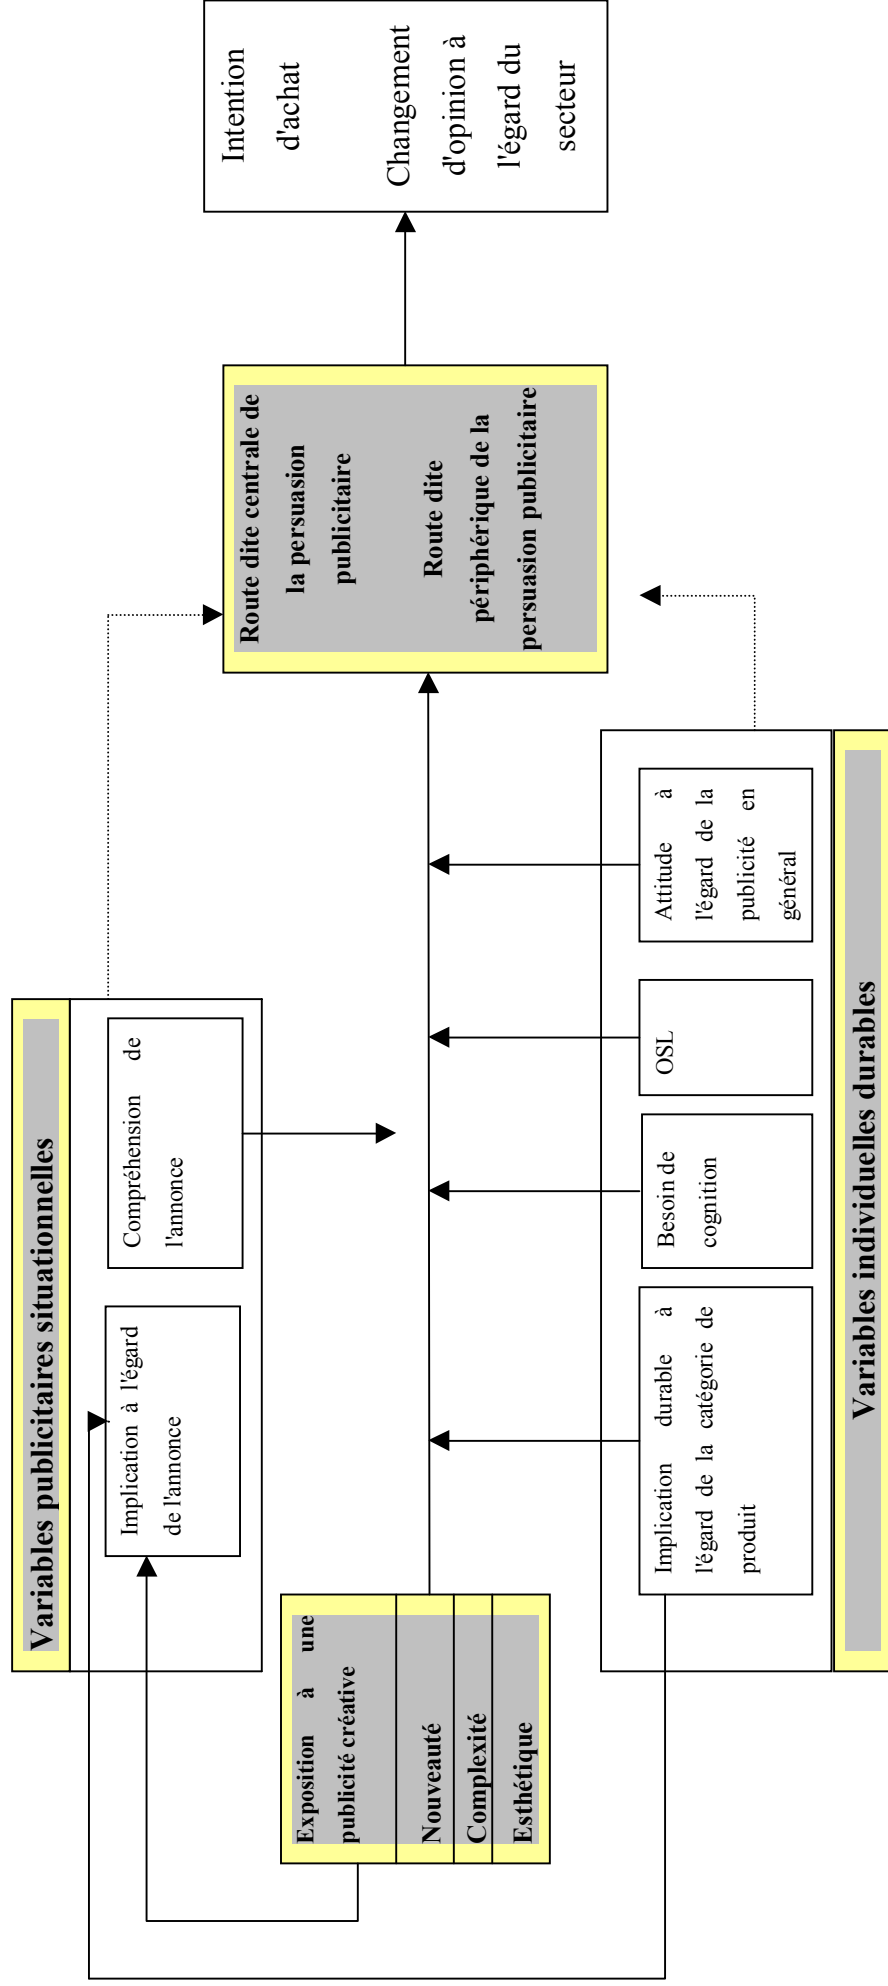 Variables publicitaires situationnelles
Implication à l'égard
de l'annonce
Compréhension de
l'annonce
Exposition à une
publicité créative
Nouveauté
Complexité
Esthétique
Route dite centrale de
la persuasion
publicitaire
Route dite
périphérique de la
persuasion publicitaire
Intention
d'achat
Changement
d'opinion à
l'égard du
secteur
Implication durable à
l'égard de la catégorie de
produit
Besoin de
cognition
OSL
Attitude à
l'égard de la
publicité en
général
Variables individuelles durables